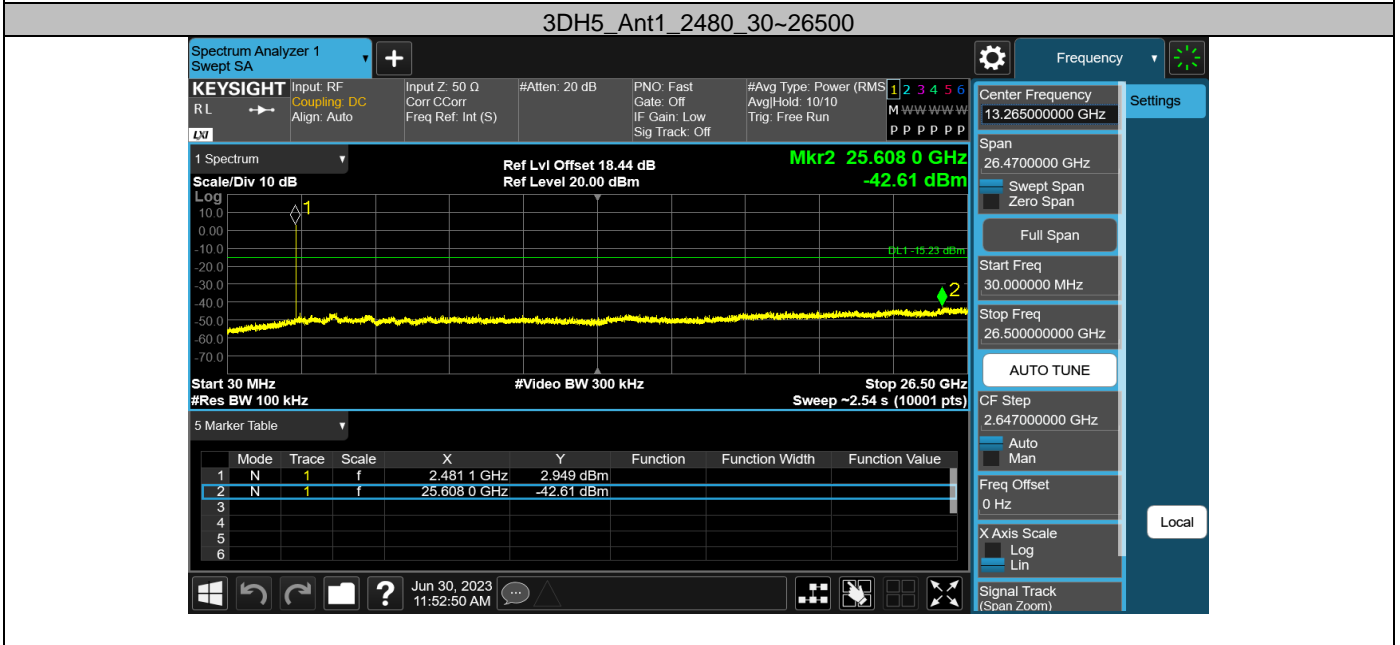 3DH5_Ant1_2480_30~26500
Spectrum Analyzer 1
Swept SA
+
Frequency
KEYSIGHT
RL
LXI
Input: RF
Coupling: DC
Align: Auto
Input Z: 50 Ω
Corr CCorr
Freq Ref: Int (S)
#Atten: 20 dB
PNO: Fast
Gate: Off
IF Gain: Low
Sig Track: Off
#Avg Type: Power (RMS
Avg|Hold: 10/10
Trig: Free Run
1 2 3 4 5 6
M W W W W W
P P P P P P
Center Frequency
13.265000000 GHz
Settings
Span
26.4700000 GHz
Swept Span
Zero Span
Full Span
Start Freq
30.000000 MHz
Stop Freq
26.500000000 GHz
AUTO TUNE
CF Step
2.647000000 GHz
Auto
Man
Freq Offset
0 Hz
X Axis Scale
Log
Lin
Signal Track
(Span Zoom)
Local
1 Spectrum
Scale/Div 10 dB
Ref Lvl Offset 18.44 dB
Ref Level 20.00 dBm
Mkr2 25.608 0 GHz
-42.61 dBm
Log
10.0
0.00
-10.0
-20.0
-30.0
-40.0
-50.0
-60.0
-70.0
1
DL1 -15.23 dBm
2
Start 30 MHz
#Video BW 300 kHz
Stop 26.50 GHz
#Res BW 100 kHz
Sweep ~2.54 s (10001 pts)
5 Marker Table
Mode Trace Scale X Y Function Function Width Function Value
1 N 1 f 2.481 1 GHz 2.949 dBm
2 N 1 f 25.608 0 GHz -42.61 dBm
3
4
5
6
?
Jun 30, 2023
11:52:50 AM